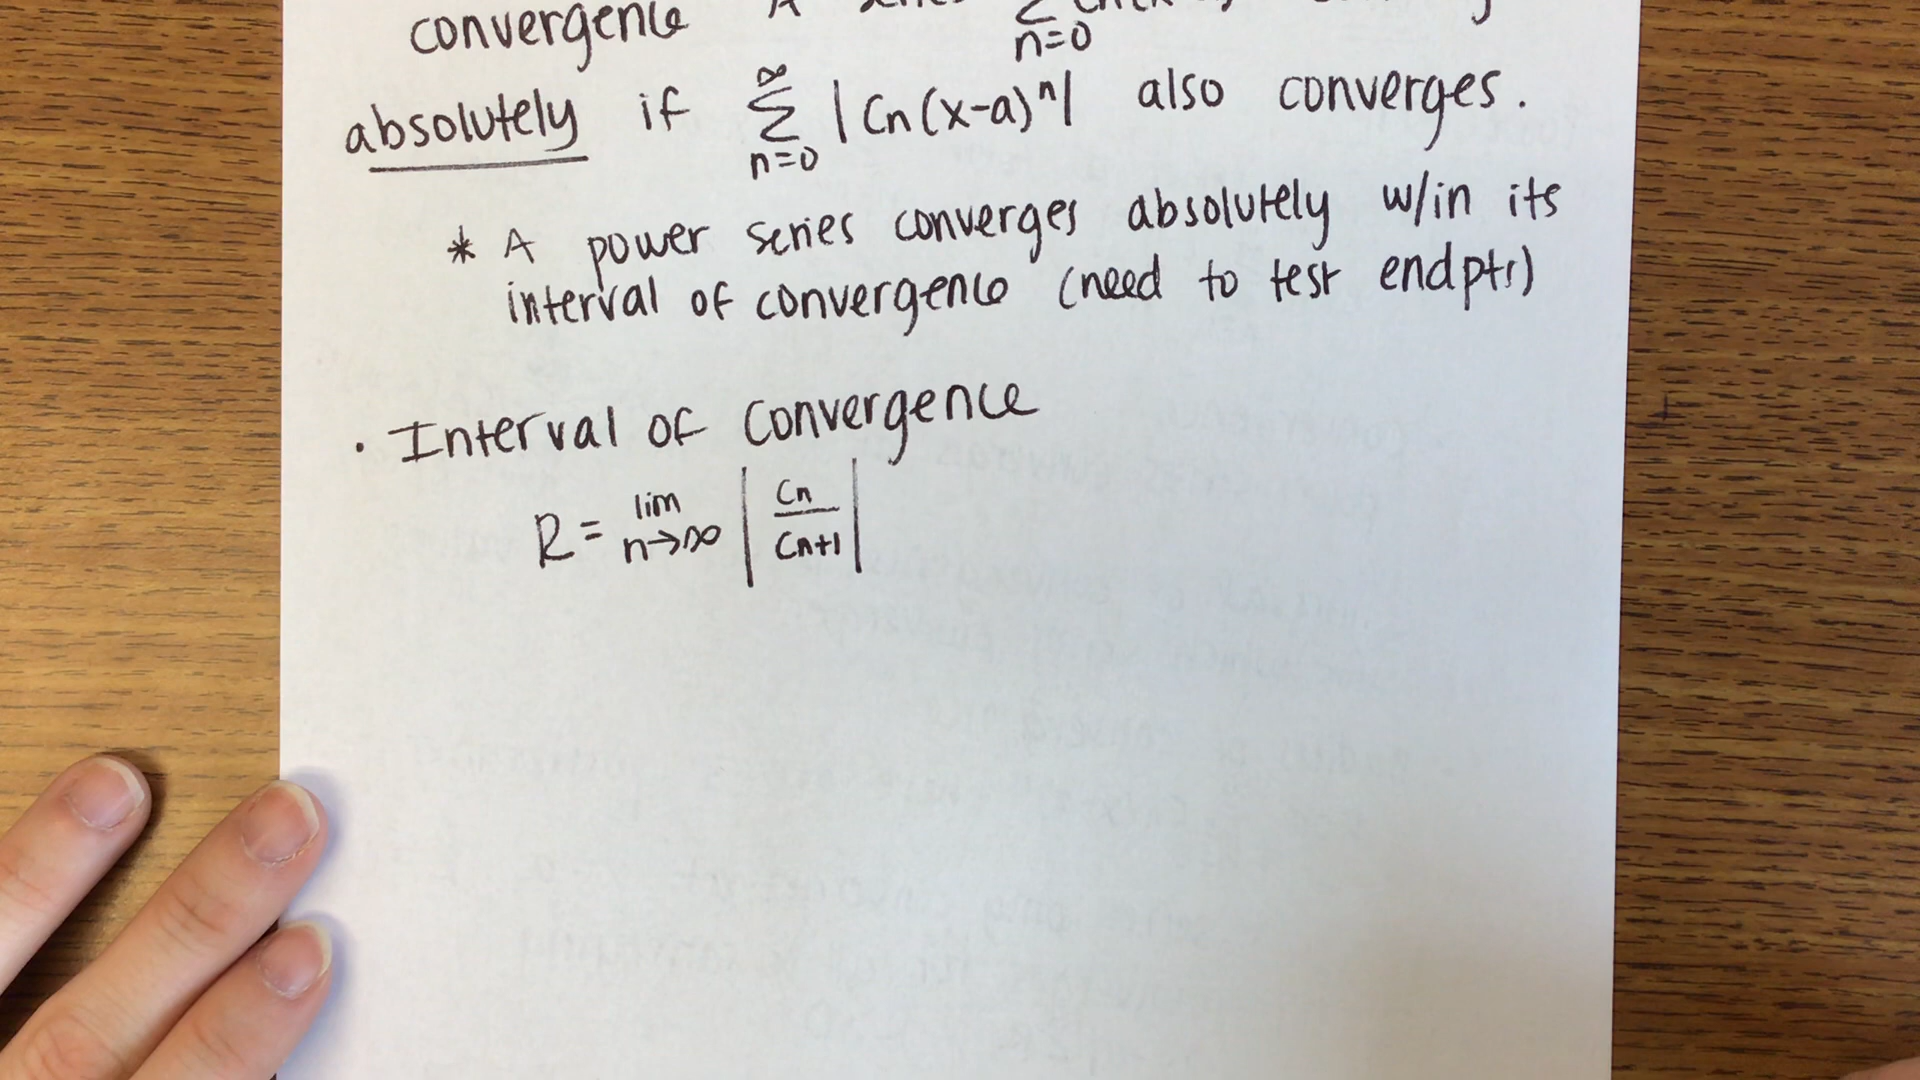 convergence A series ∑
n=0
absolutely if ∞∑n=0 |Cn(x-a)ⁿ| also converges.
* A power series converges absolutely w/in its
interval of convergence (need to test endpts)
· Interval of Convergence
R = lim n→∞ |Cn/Cn+1|